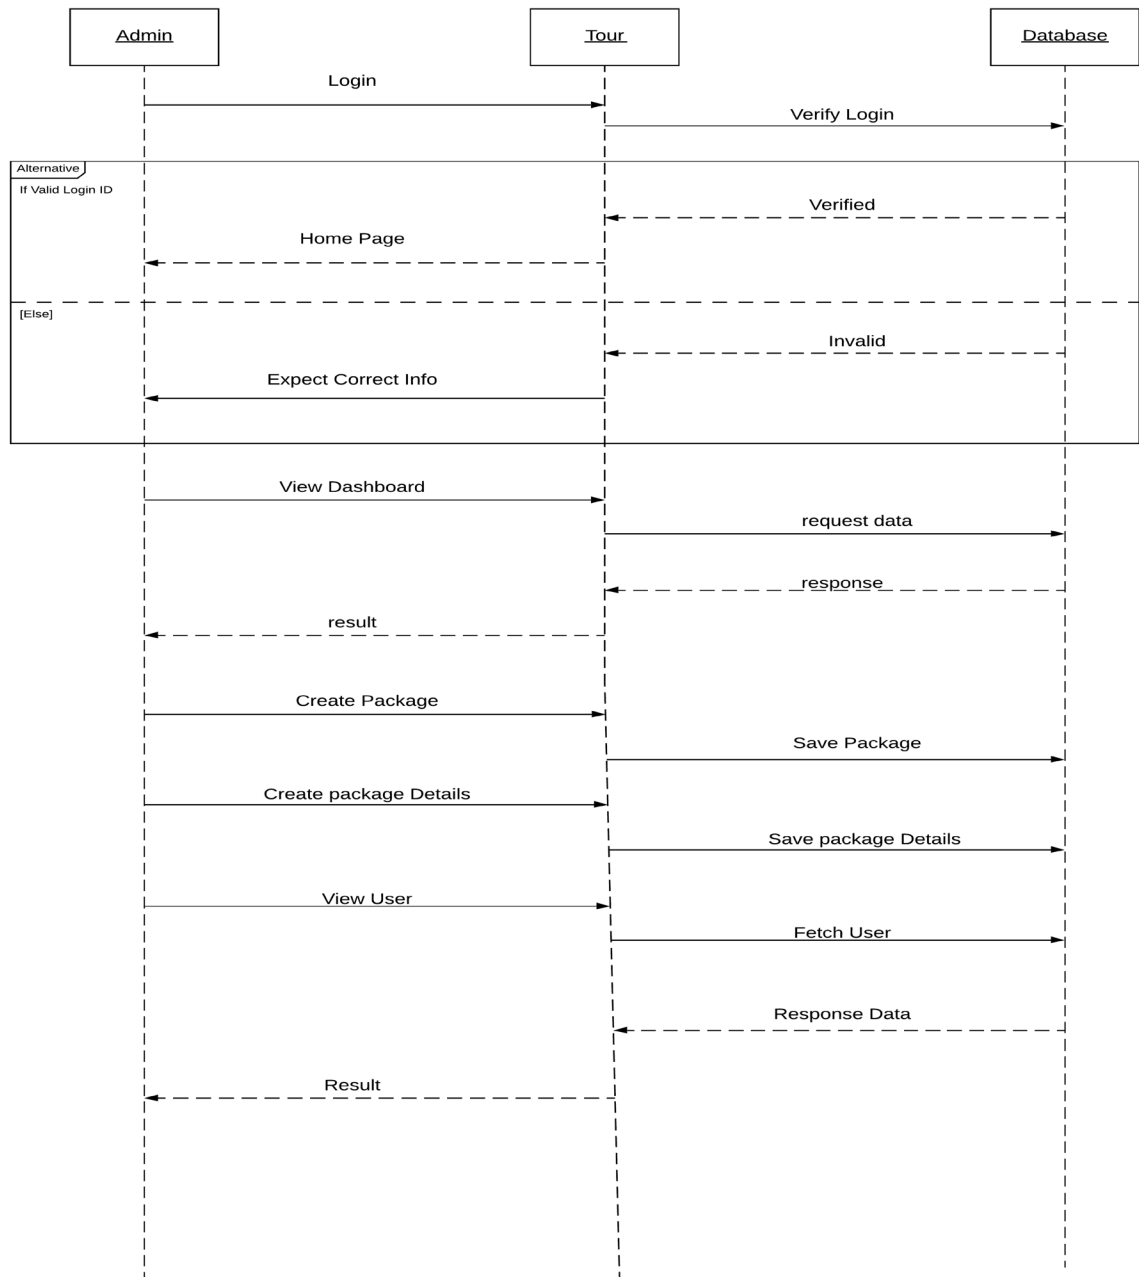 Admin
Tour
Database
Login
Verify Login
Alternative
If Valid Login ID
Verified
Home Page
[Else]
Invalid
Expect Correct Info
View Dashboard
request data
response
result
Create Package
Save Package
Create package Details
Save package Details
View User
Fetch User
Response Data
Result